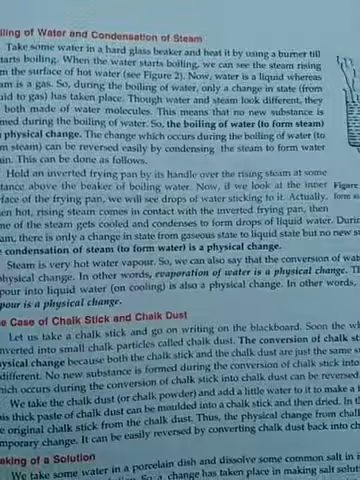 iling of Water and Condensation of Steam
Take some water in a hard glass beaker and heat it by using a burner till
tarts boiling. When the water starts boiling, we can see the steam rising
m the surface of hot water (see Figure 2). Now, water is a liquid whereas
am is a gas. So, during the boiling of water, only a change in state (from
uid to gas) has taken place. Though water and steam look different, they
both made of water molecules. This means that no new substance is
med during the boiling of water. So, the boiling of water (to form steam)
physical change. The change which occurs during the boiling of water (to
m steam) can be reversed easily by condensing the steam to form water
in. This can be done as follows.
Hold an inverted frying pan by its handle over the rising steam at some
tance above the beaker of boiling water. Now, if we look at the inner
face of the frying pan, we will see drops of water sticking to it. Actually,
en hot, rising steam comes in contact with the inverted frying pan, then
me of the steam gets cooled and condenses to form drops of liquid water. Durin
am, there is only a change in state from gaseous state to liquid state but no new su
condensation of steam (to form water) is a physical change.
Figure
form
Steam is very hot water vapour. So, we can also say that the conversion of wat
physical change. In other words, evaporation of water is a physical change. Th
pour into liquid water (on cooling) is also a physical change. In other words,
pour is a physical change.
e Case of Chalk Stick and Chalk Dust
Let us take a chalk stick and go on writing on the blackboard. Soon the wh
nverted into small chalk particles called chalk dust. The conversion of chalk st
ysical change because both the chalk stick and the chalk dust are just the same s
different. No new substance is formed during the conversion of chalk stick into
hich occurs during the conversion of chalk stick into chalk dust can be reversed
We take the chalk dust (or chalk powder) and add a little water to it to make a t
is thick paste of chalk dust can be moulded into a chalk stick and then dried. In t
e original chalk stick from the chalk dust. Thus, the physical change from chalk
mporary change. It can be easily reversed by converting chalk dust back into ch
aking of a Solution
We take some water in a porcelain dish and dissolve some common salt in i
So, a change has taken place in making salt soluti